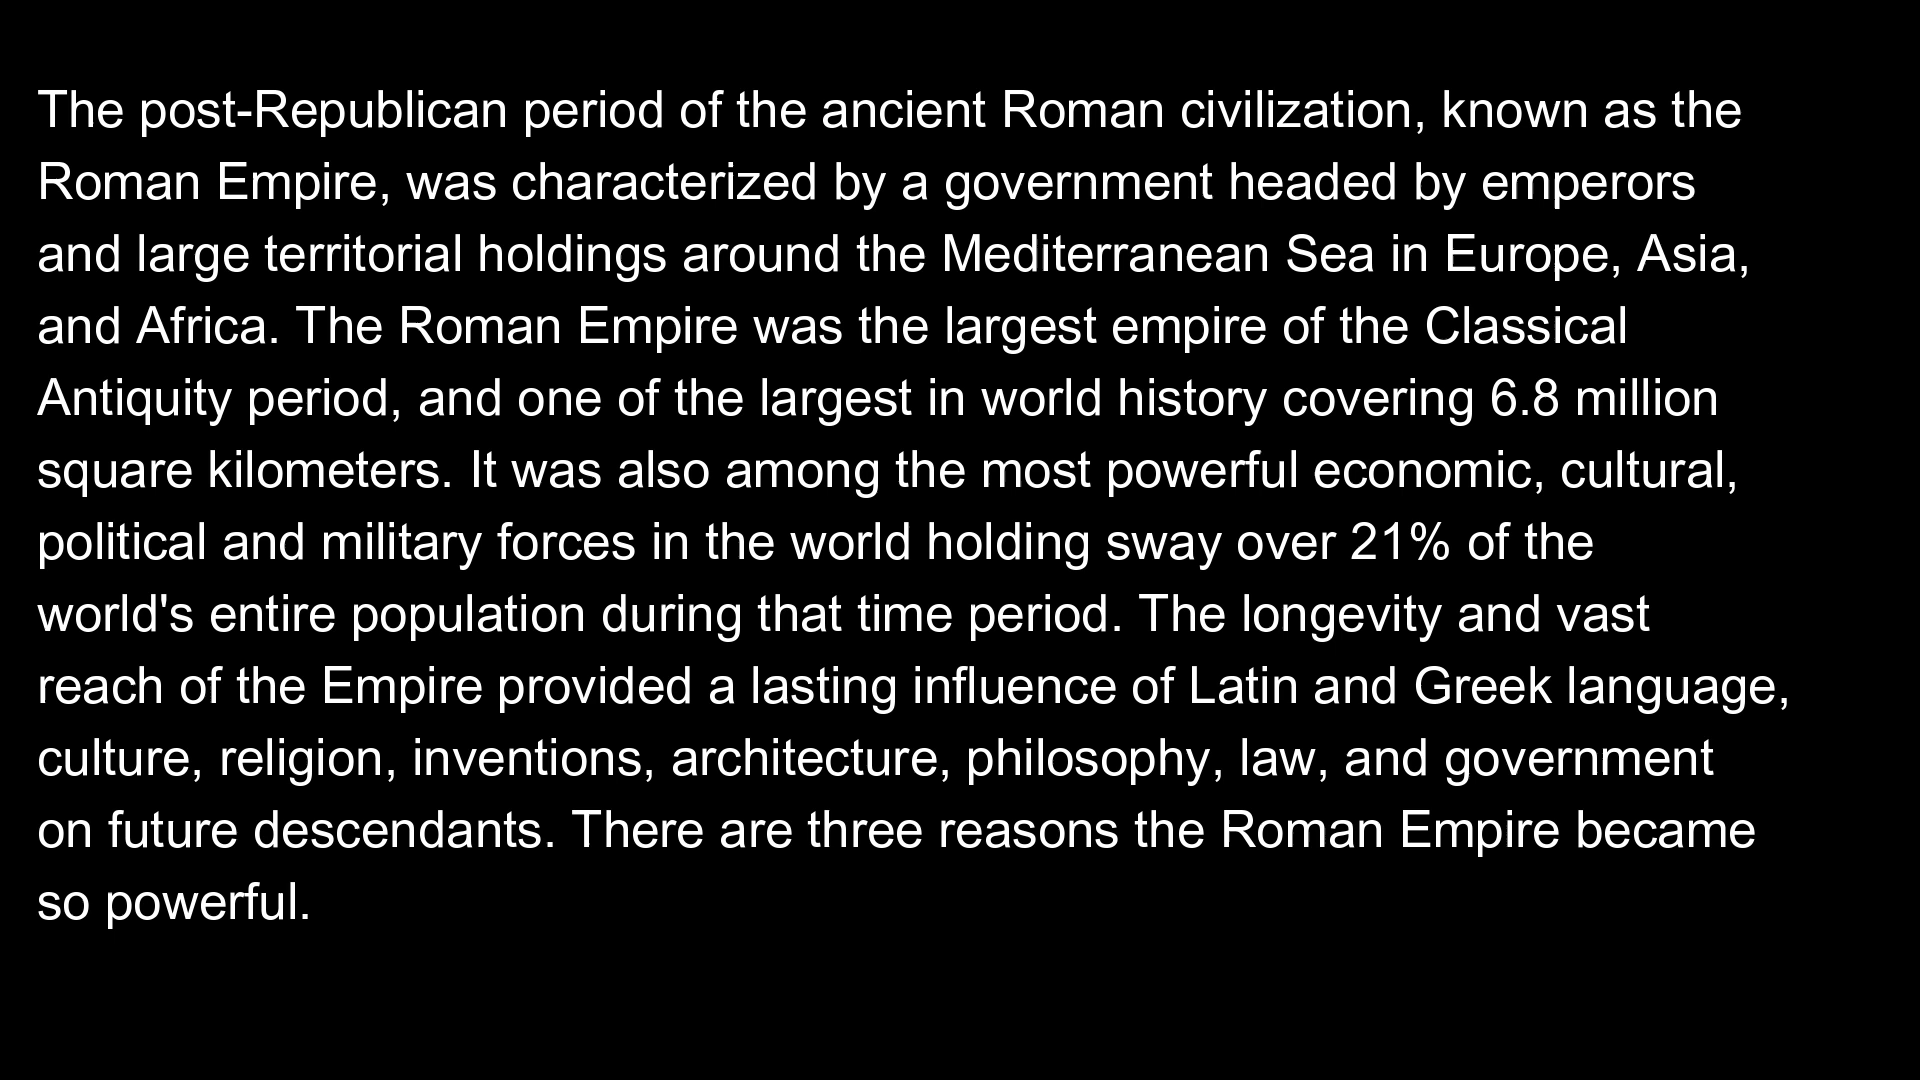 The post-Republican period of the ancient Roman civilization, known as the
Roman Empire, was characterized by a government headed by emperors
and large territorial holdings around the Mediterranean Sea in Europe, Asia,
and Africa. The Roman Empire was the largest empire of the Classical
Antiquity period, and one of the largest in world history covering 6.8 million
square kilometers. It was also among the most powerful economic, cultural,
political and military forces in the world holding sway over 21% of the
world's entire population during that time period. The longevity and vast
reach of the Empire provided a lasting influence of Latin and Greek language,
culture, religion, inventions, architecture, philosophy, law, and government
on future descendants. There are three reasons the Roman Empire became
so powerful.